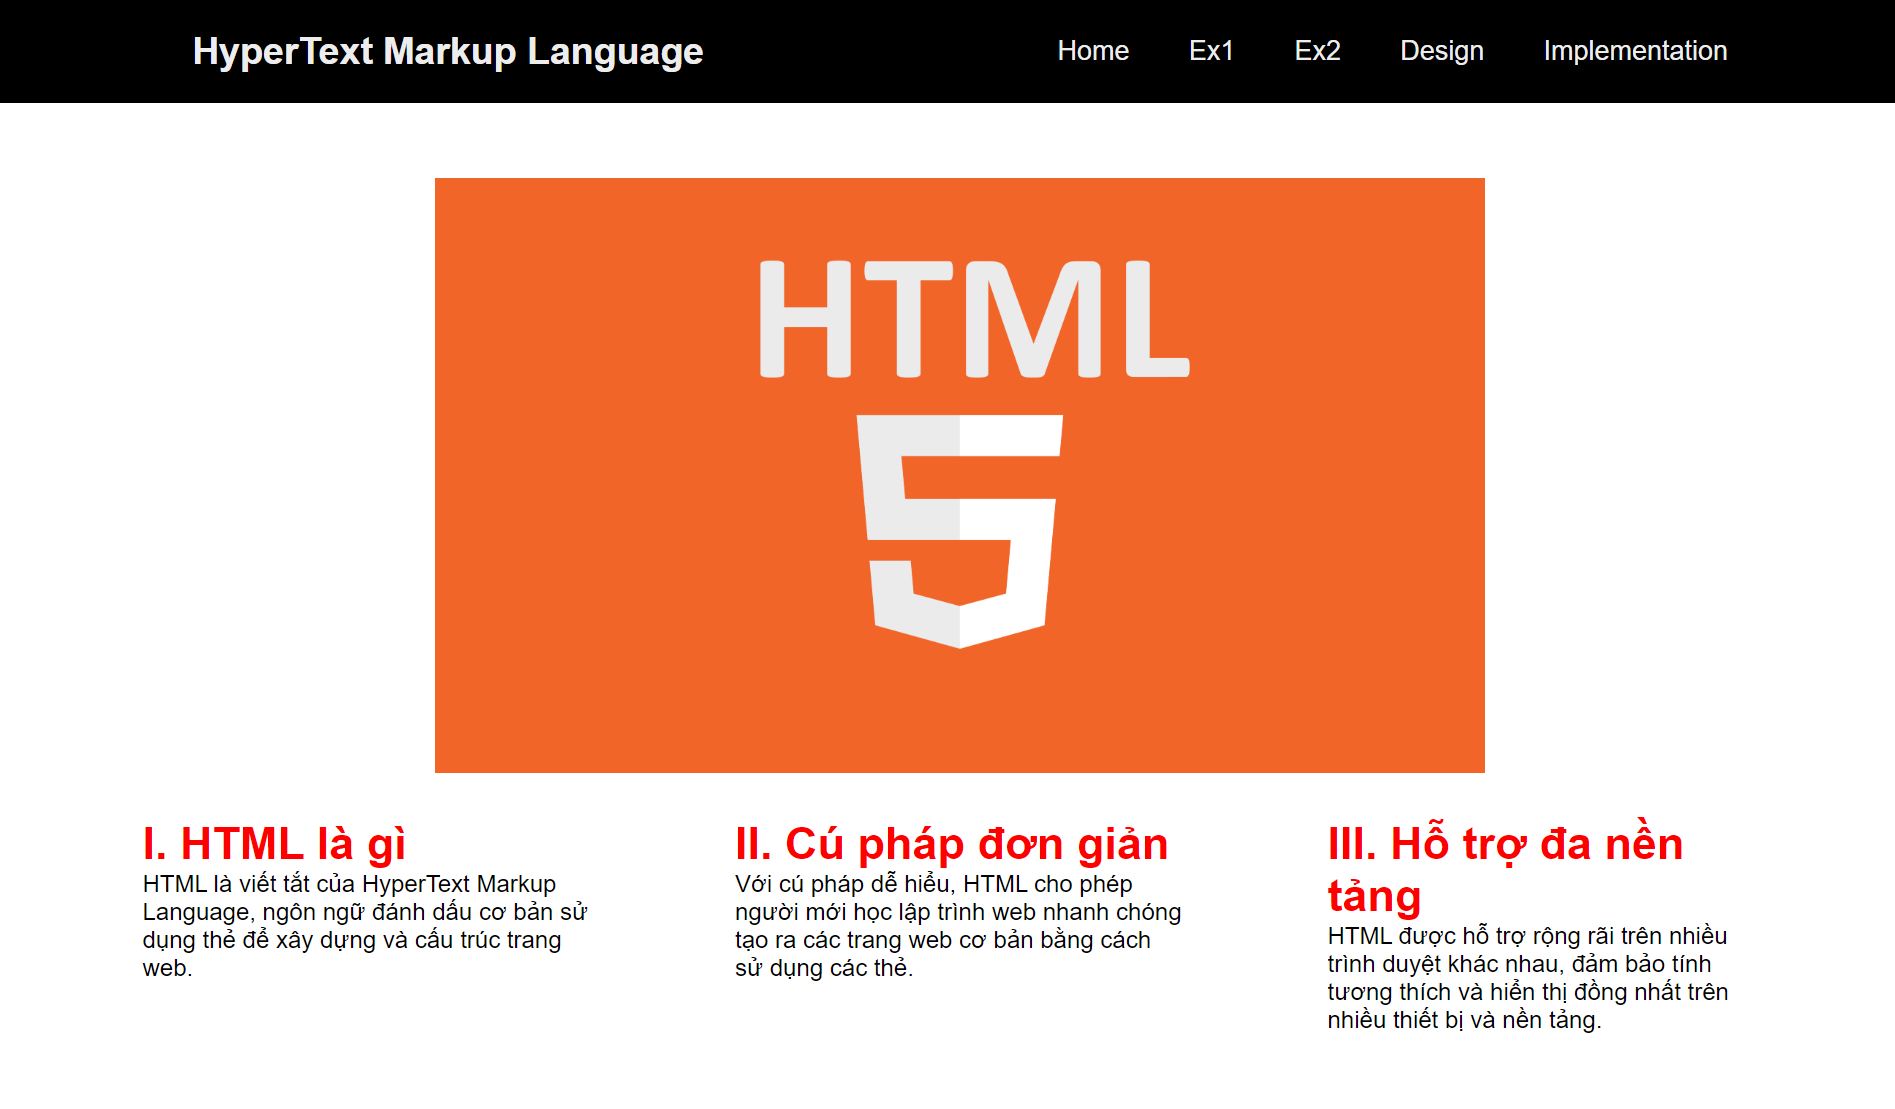 HyperText Markup Language
Home Ex1 Ex2 Design Implementation
HTML
5
I. HTML là gì
HTML là viết tắt của HyperText Markup
Language, ngôn ngữ đánh dấu cơ bản sử
dụng thẻ để xây dựng và cấu trúc trang
web.
II. Cú pháp đơn giản
Với cú pháp dễ hiểu, HTML cho phép
người mới học lập trình web nhanh chóng
tạo ra các trang web cơ bản bằng cách
sử dụng các thẻ.
III. Hỗ trợ đa nền
tảng
HTML được hỗ trợ rộng rãi trên nhiều
trình duyệt khác nhau, đảm bảo tính
tương thích và hiển thị đồng nhất trên
nhiều thiết bị và nền tảng.